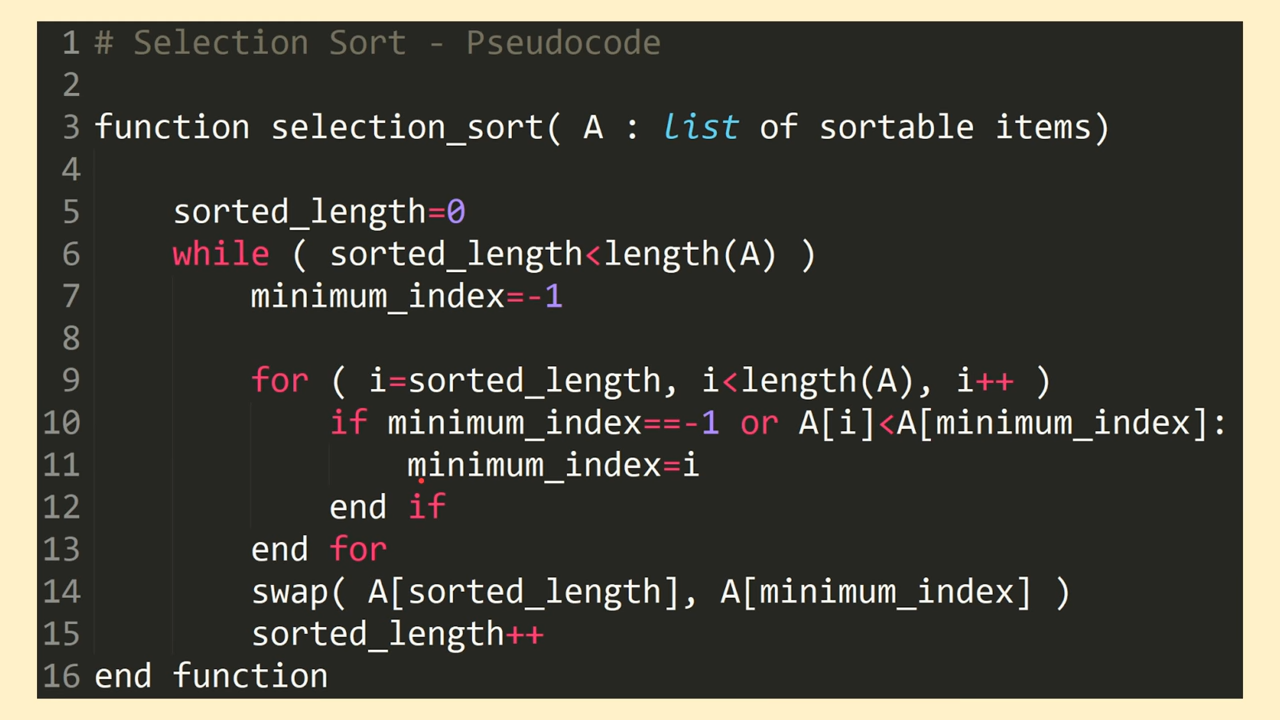 1 # Selection Sort - Pseudocode
2
3 function selection_sort( A : list of sortable items)
4
5     sorted_length=0
6     while ( sorted_length<length(A) )
7         minimum_index=-1
8
9         for ( i=sorted_length, i<length(A), i++ )
10             if minimum_index==-1 or A[i]<A[minimum_index]:
11                 minimum_index=i
12             end if
13         end for
14         swap( A[sorted_length], A[minimum_index] )
15         sorted_length++
16 end function